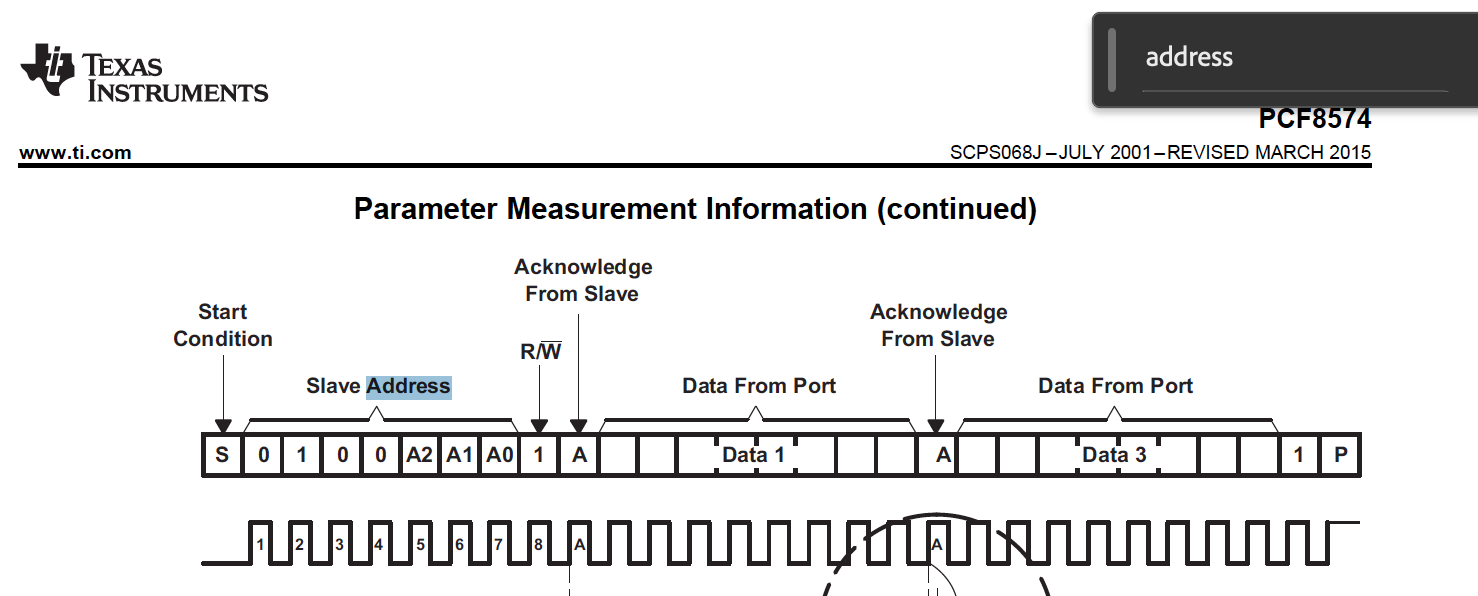 address
TEXAS
INSTRUMENTS
PCF8574
www.ti.com
SCPS068J –JULY 2001–REVISED MARCH 2015
Parameter Measurement Information (continued)
Acknowledge
From Slave
Start
Condition
Acknowledge
From Slave
R/W̅
Slave Address
Data From Port
Data From Port
S 0 1 0 0 A2 A1 A0 1 A Data 1 A Data 3 1 P
1 2 3 4 5 6 7 8 A A